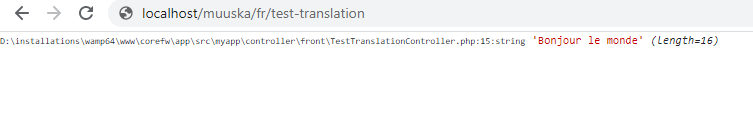 localhost/muuska/fr/test-translation
D:\installations\wamp64\www\corefw\app\src\myapp\controller\front\TestTranslationController.php:15:string 'Bonjour le monde' (length=16)